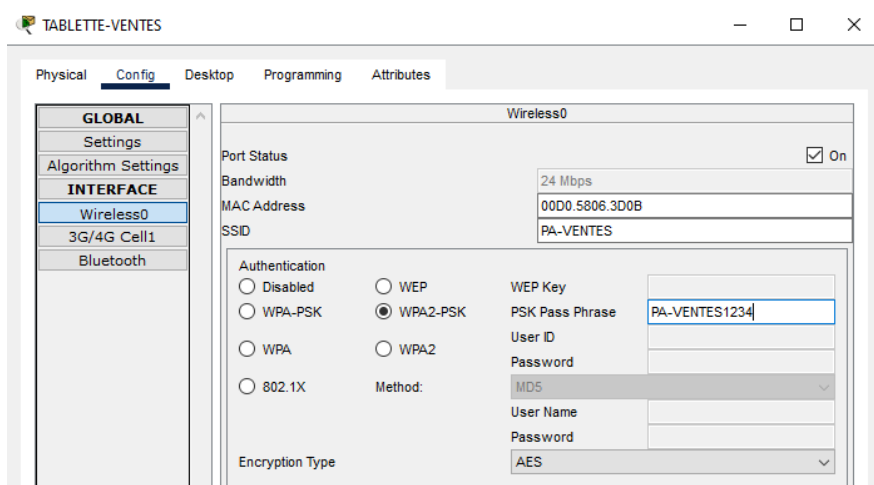 TABLETTE-VENTES
Physical Config Desktop Programming Attributes
GLOBAL
Settings
Algorithm Settings
INTERFACE
Wireless0
3G/4G Cell1
Bluetooth
Wireless0
Port Status On
Bandwidth 24 Mbps
MAC Address 00D0.5806.3D0B
SSID PA-VENTES
Authentication
Disabled WEP WEP Key
WPA-PSK WPA2-PSK PSK Pass Phrase PA-VENTES1234
User ID
WPA WPA2
Password
802.1X Method: MD5
User Name
Password
Encryption Type AES